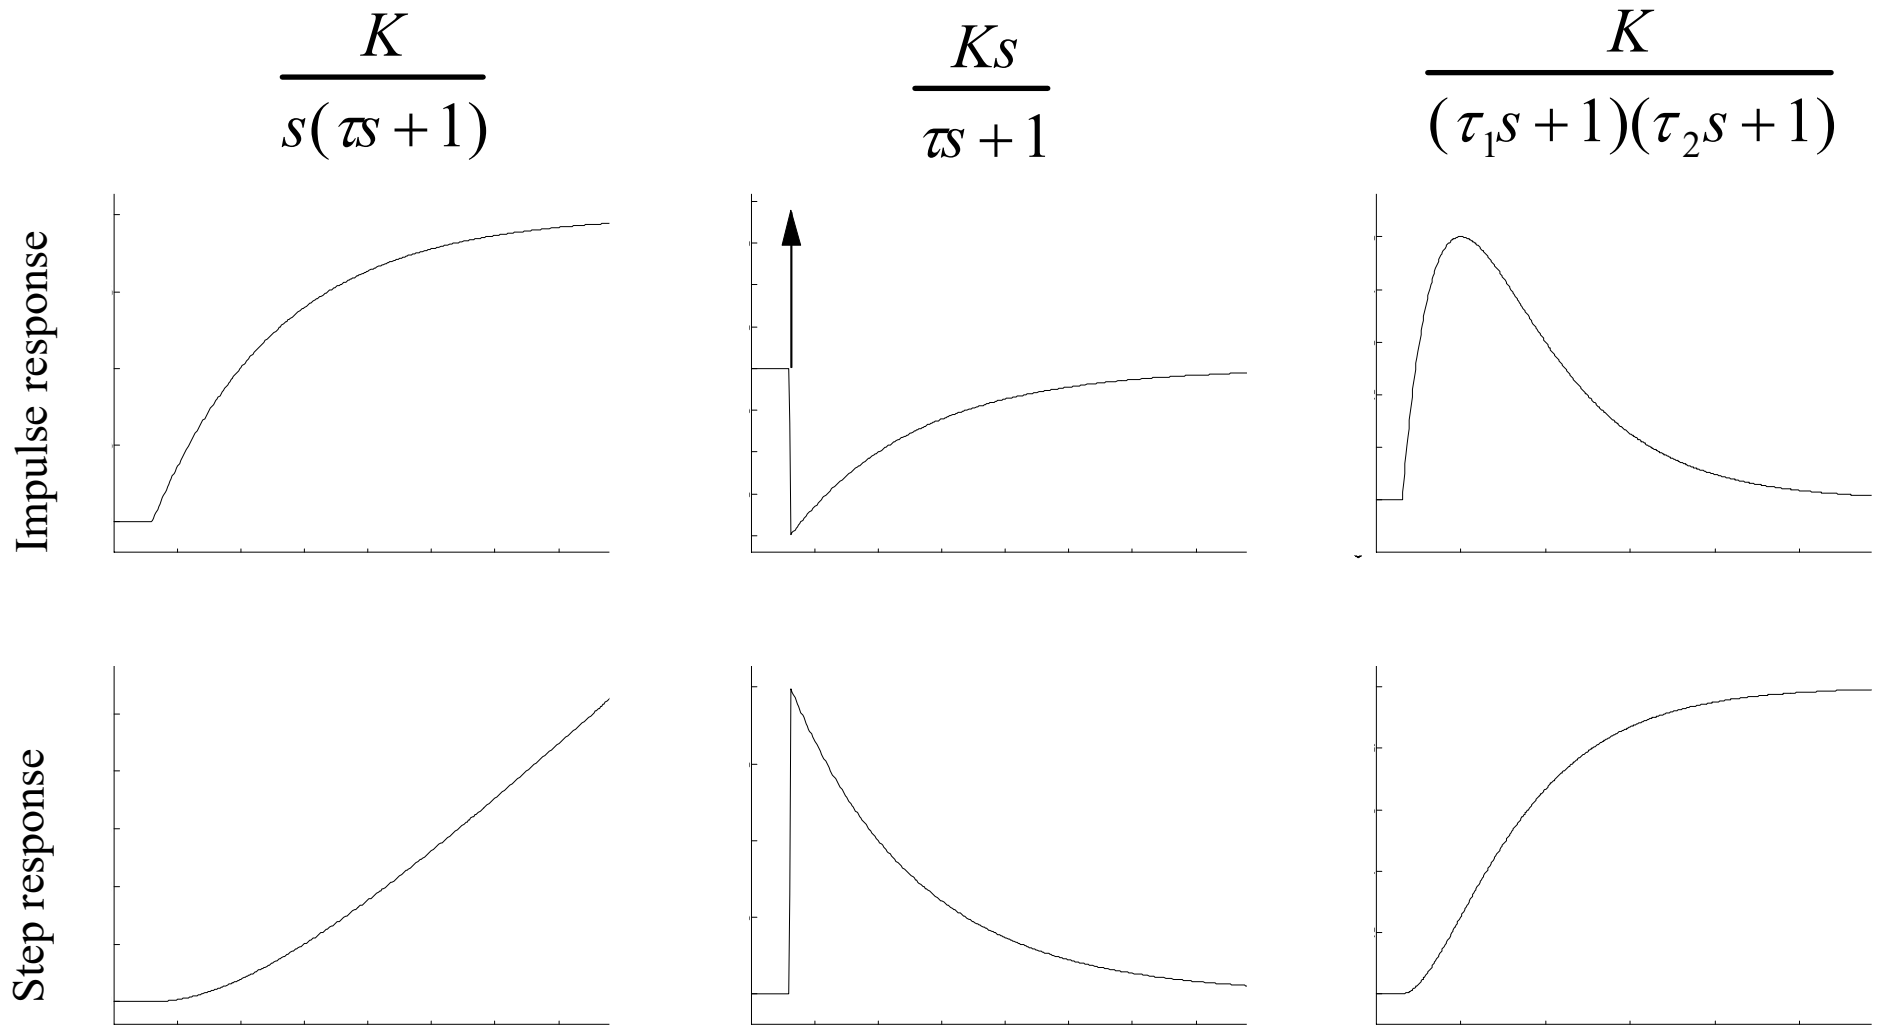 K / s(τs + 1)
Ks / τs + 1
K / (τ₁s + 1)(τ₂s + 1)
Impulse response
Step response